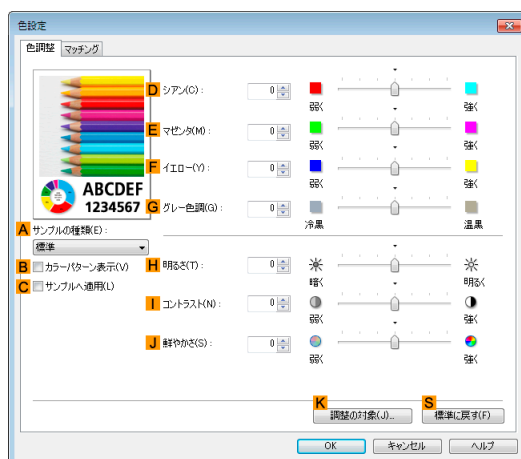 色設定
色調整 マッチング
D シアン(C): 0
弱く 強く
E マゼンタ(M): 0
弱く 強く
F イエロー(Y): 0
弱く 強く
ABCDEF
1234567
G グレー色調(G): 0
冷黒 温黒
A サンプルの種類(E):
標準
B カラーパターン表示(V)
C サンプルへ適用(L)
H 明るさ(T): 0
暗く 明るく
I コントラスト(N): 0
弱く 強く
J 鮮やかさ(S): 0
弱く 強く
K 調整の対象(J)...
S 標準に戻す(F)
OK キャンセル ヘルプ